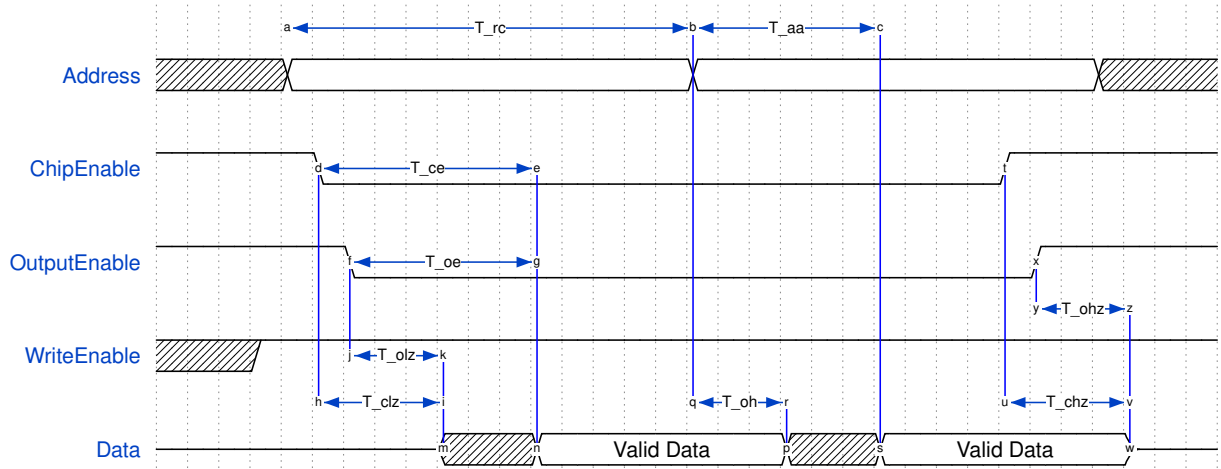 a T_rc b T_aa c
Address
ChipEnable d T_ce e t
OutputEnable f T_oe g x
y T_ohz z
WriteEnable j T_olz k
h T_clz i q T_oh r u T_chz v
Data m n Valid Data p s Valid Data w